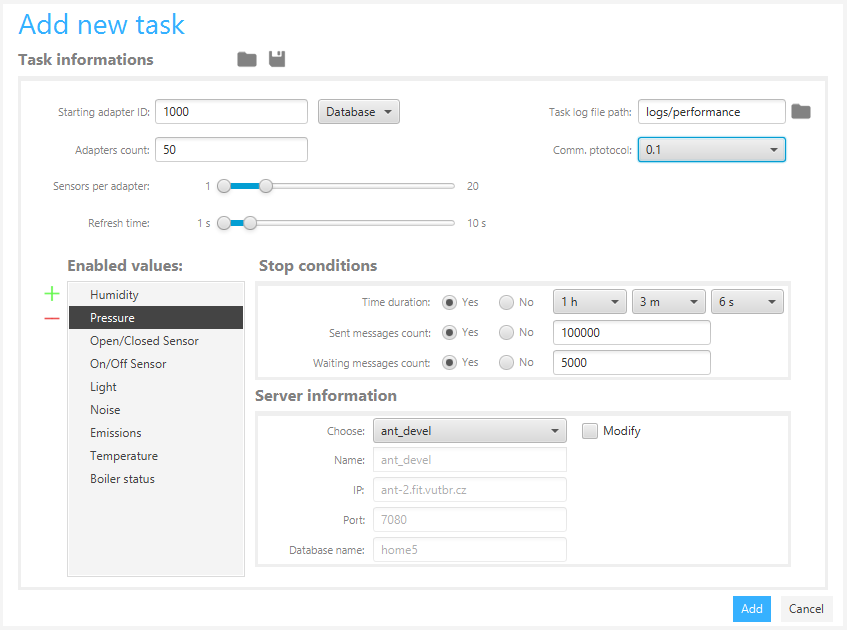 Add new task
Task informations
Starting adapter ID: 1000 Database Task log file path: logs/performance
Adapters count: 50 Comm. ptotocol: 0.1
Sensors per adapter: 1 20
Refresh time: 1 s 10 s
Enabled values:
Humidity
Pressure
Open/Closed Sensor
On/Off Sensor
Light
Noise
Emissions
Temperature
Boiler status
Stop conditions
Time duration: Yes No 1 h 3 m 6 s
Sent messages count: Yes No 100000
Waiting messages count: Yes No 5000
Server information
Choose: ant_devel Modify
Name: ant_devel
IP: ant-2.fit.vutbr.cz
Port: 7080
Database name: home5
Add Cancel